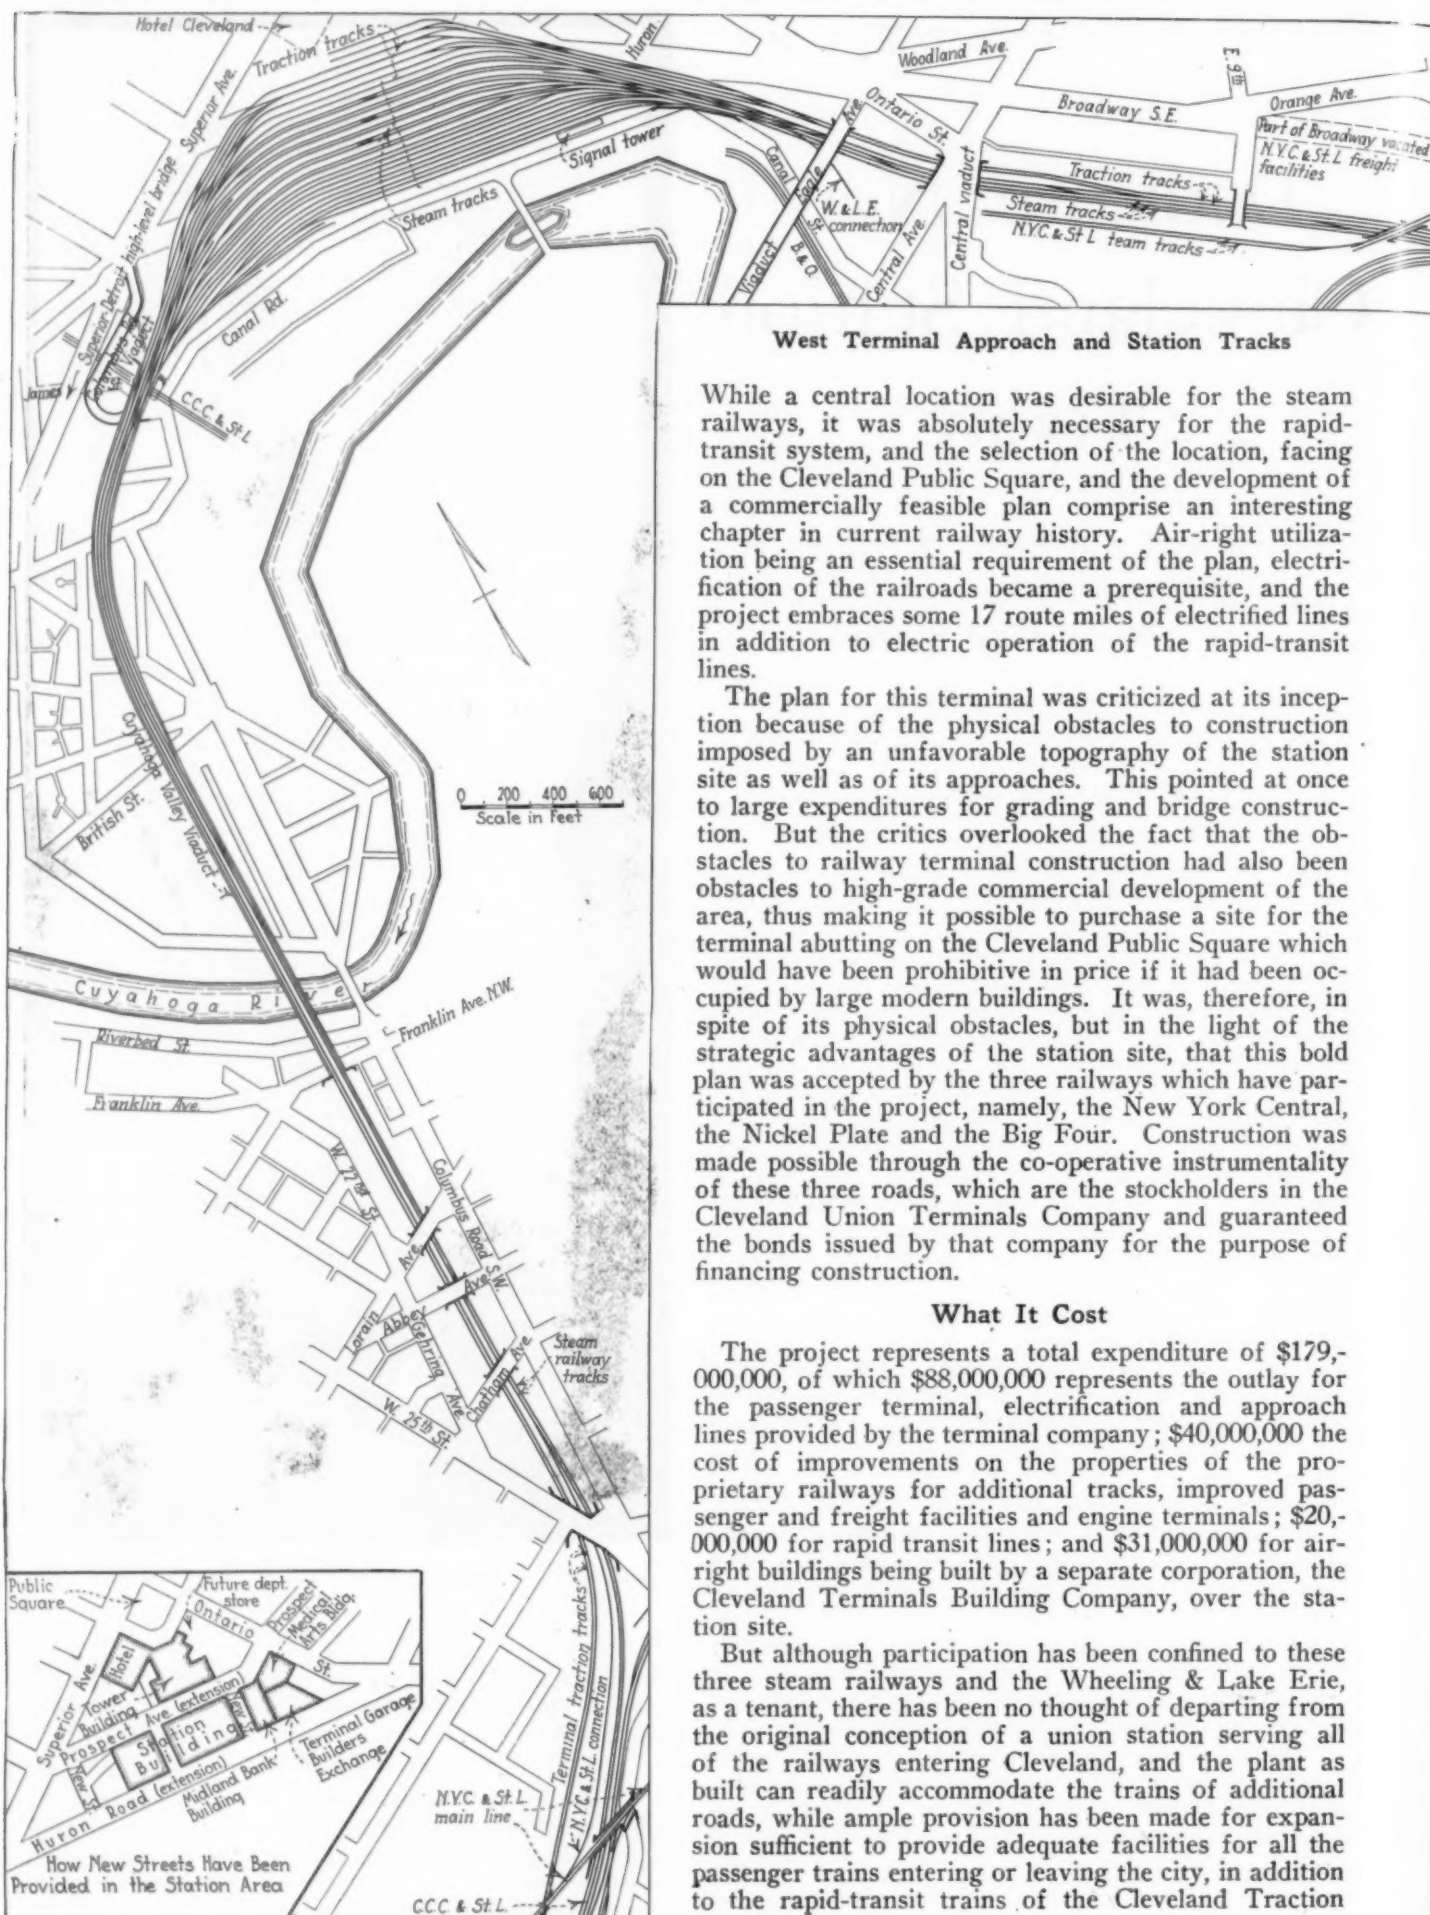 Hotel Cleveland
Traction tracks
Superior Ave.
Huron
Woodland Ave.
E. 9th
Broadway S.E.
Orange Ave.
Part of Broadway vacated
N.Y.C. & St. L freight
facilities
Ontario St.
Ave.
Signal tower
Steam tracks
Canal
St.
Eagle
Viaduct
W. & L.E.
connection
B. & O.
Central Ave.
Central viaduct
Traction tracks
Steam tracks
N.Y.C. & St L team tracks
Superior-Detroit high-level bridge
Columbus Rd.
Viaduct
James St.
Canal Rd.
C.C.C. & St L
Cuyahoga Valley Viaduct
British St.
0 200 400 600
Scale in Feet
Cuyahoga River
Riverbed St.
Franklin Ave. N.W.
Franklin Ave.
W. 22nd St.
Columbus Road S.W.
Lorain Ave.
Abbey Ave.
Gehring Ave.
Chatham Ave.
W. 25th St.
Steam
railway
tracks
Terminal traction tracks
N.Y.C. & St. L. connection
N.Y.C. & St. L.
main line
C.C.C. & St. L.
Public
Square
Future dept.
store
Ontario St.
Prospect
Medical
Arts Bldg.
Superior Ave.
Hotel
Tower
Building
Prospect Ave (extension)
New St.
Station
Building
New
Huron Road (extension)
Midland Bank
Building
Terminal Garage
Builders
Exchange
How New Streets Have Been
Provided in the Station Area
West Terminal Approach and Station Tracks
While a central location was desirable for the steam
railways, it was absolutely necessary for the rapid-
transit system, and the selection of the location, facing
on the Cleveland Public Square, and the development of
a commercially feasible plan comprise an interesting
chapter in current railway history. Air-right utiliza-
tion being an essential requirement of the plan, electri-
fication of the railroads became a prerequisite, and the
project embraces some 17 route miles of electrified lines
in addition to electric operation of the rapid-transit
lines.
The plan for this terminal was criticized at its incep-
tion because of the physical obstacles to construction
imposed by an unfavorable topography of the station
site as well as of its approaches. This pointed at once
to large expenditures for grading and bridge construc-
tion. But the critics overlooked the fact that the ob-
stacles to railway terminal construction had also been
obstacles to high-grade commercial development of the
area, thus making it possible to purchase a site for the
terminal abutting on the Cleveland Public Square which
would have been prohibitive in price if it had been oc-
cupied by large modern buildings. It was, therefore, in
spite of its physical obstacles, but in the light of the
strategic advantages of the station site, that this bold
plan was accepted by the three railways which have par-
ticipated in the project, namely, the New York Central,
the Nickel Plate and the Big Four. Construction was
made possible through the co-operative instrumentality
of these three roads, which are the stockholders in the
Cleveland Union Terminals Company and guaranteed
the bonds issued by that company for the purpose of
financing construction.
What It Cost
The project represents a total expenditure of $179,-
000,000, of which $88,000,000 represents the outlay for
the passenger terminal, electrification and approach
lines provided by the terminal company; $40,000,000 the
cost of improvements on the properties of the pro-
prietary railways for additional tracks, improved pas-
senger and freight facilities and engine terminals; $20,-
000,000 for rapid transit lines; and $31,000,000 for air-
right buildings being built by a separate corporation, the
Cleveland Terminals Building Company, over the sta-
tion site.
But although participation has been confined to these
three steam railways and the Wheeling & Lake Erie,
as a tenant, there has been no thought of departing from
the original conception of a union station serving all
of the railways entering Cleveland, and the plant as
built can readily accommodate the trains of additional
roads, while ample provision has been made for expan-
sion sufficient to provide adequate facilities for all the
passenger trains entering or leaving the city, in addition
to the rapid-transit trains of the Cleveland Traction